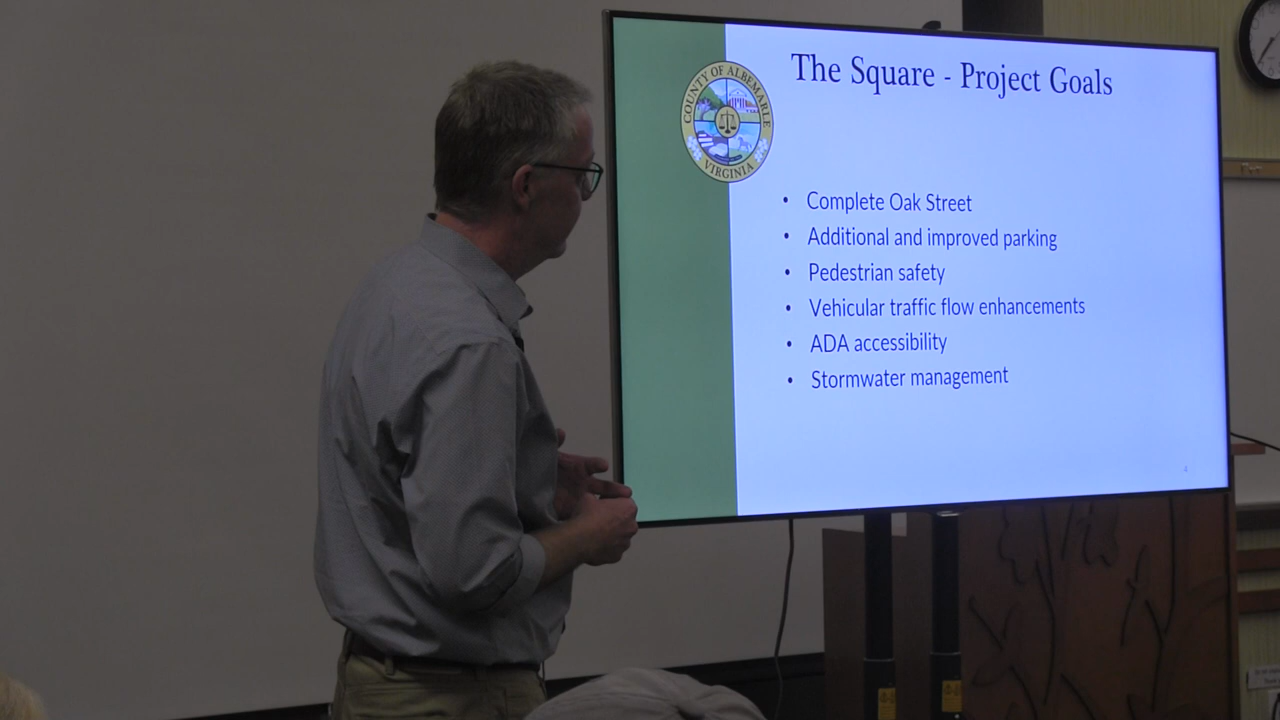 The Square - Project Goals
COUNTY OF ALBEMARLE
VIRGINIA
• Complete Oak Street
• Additional and improved parking
• Pedestrian safety
• Vehicular traffic flow enhancements
• ADA accessibility
• Stormwater management